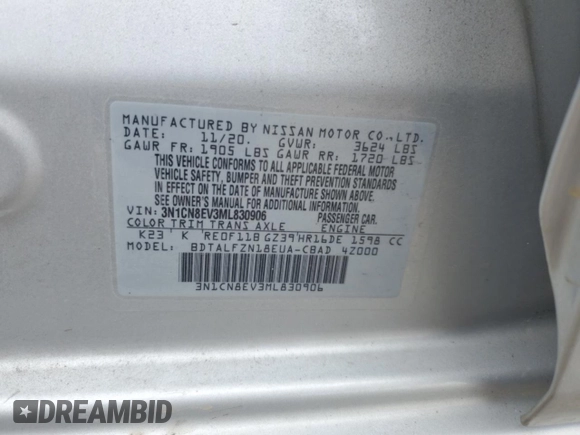 MANUFACTURED BY NISSAN MOTOR CO.,LTD.
DATE: 11/20. GVWR: 3624 LBS
GAWR FR: 1905 LBS GAWR RR: 1720 LBS
THIS VEHICLE CONFORMS TO ALL APPLICABLE FEDERAL MOTOR
VEHICLE SAFETY, BUMPER AND THEFT PREVENTION STANDARDS
IN EFFECT ON THE DATE OF MANUFACTURE SHOWN ABOVE.
SEE OWNER'S MANUAL FOR ADDITIONAL INFORMATION.
VIN: 3N1CN8EV3ML830906 PASSENGER CAR
COLOR TRIM TRANS AXLE ENGINE
K23 K RE0F11B GZ39 HR16DE 1598 CC
MODEL: BDTALFZN18EUA-CBAD 4Z000
3N1CN8EV3ML830906
DREAMBID